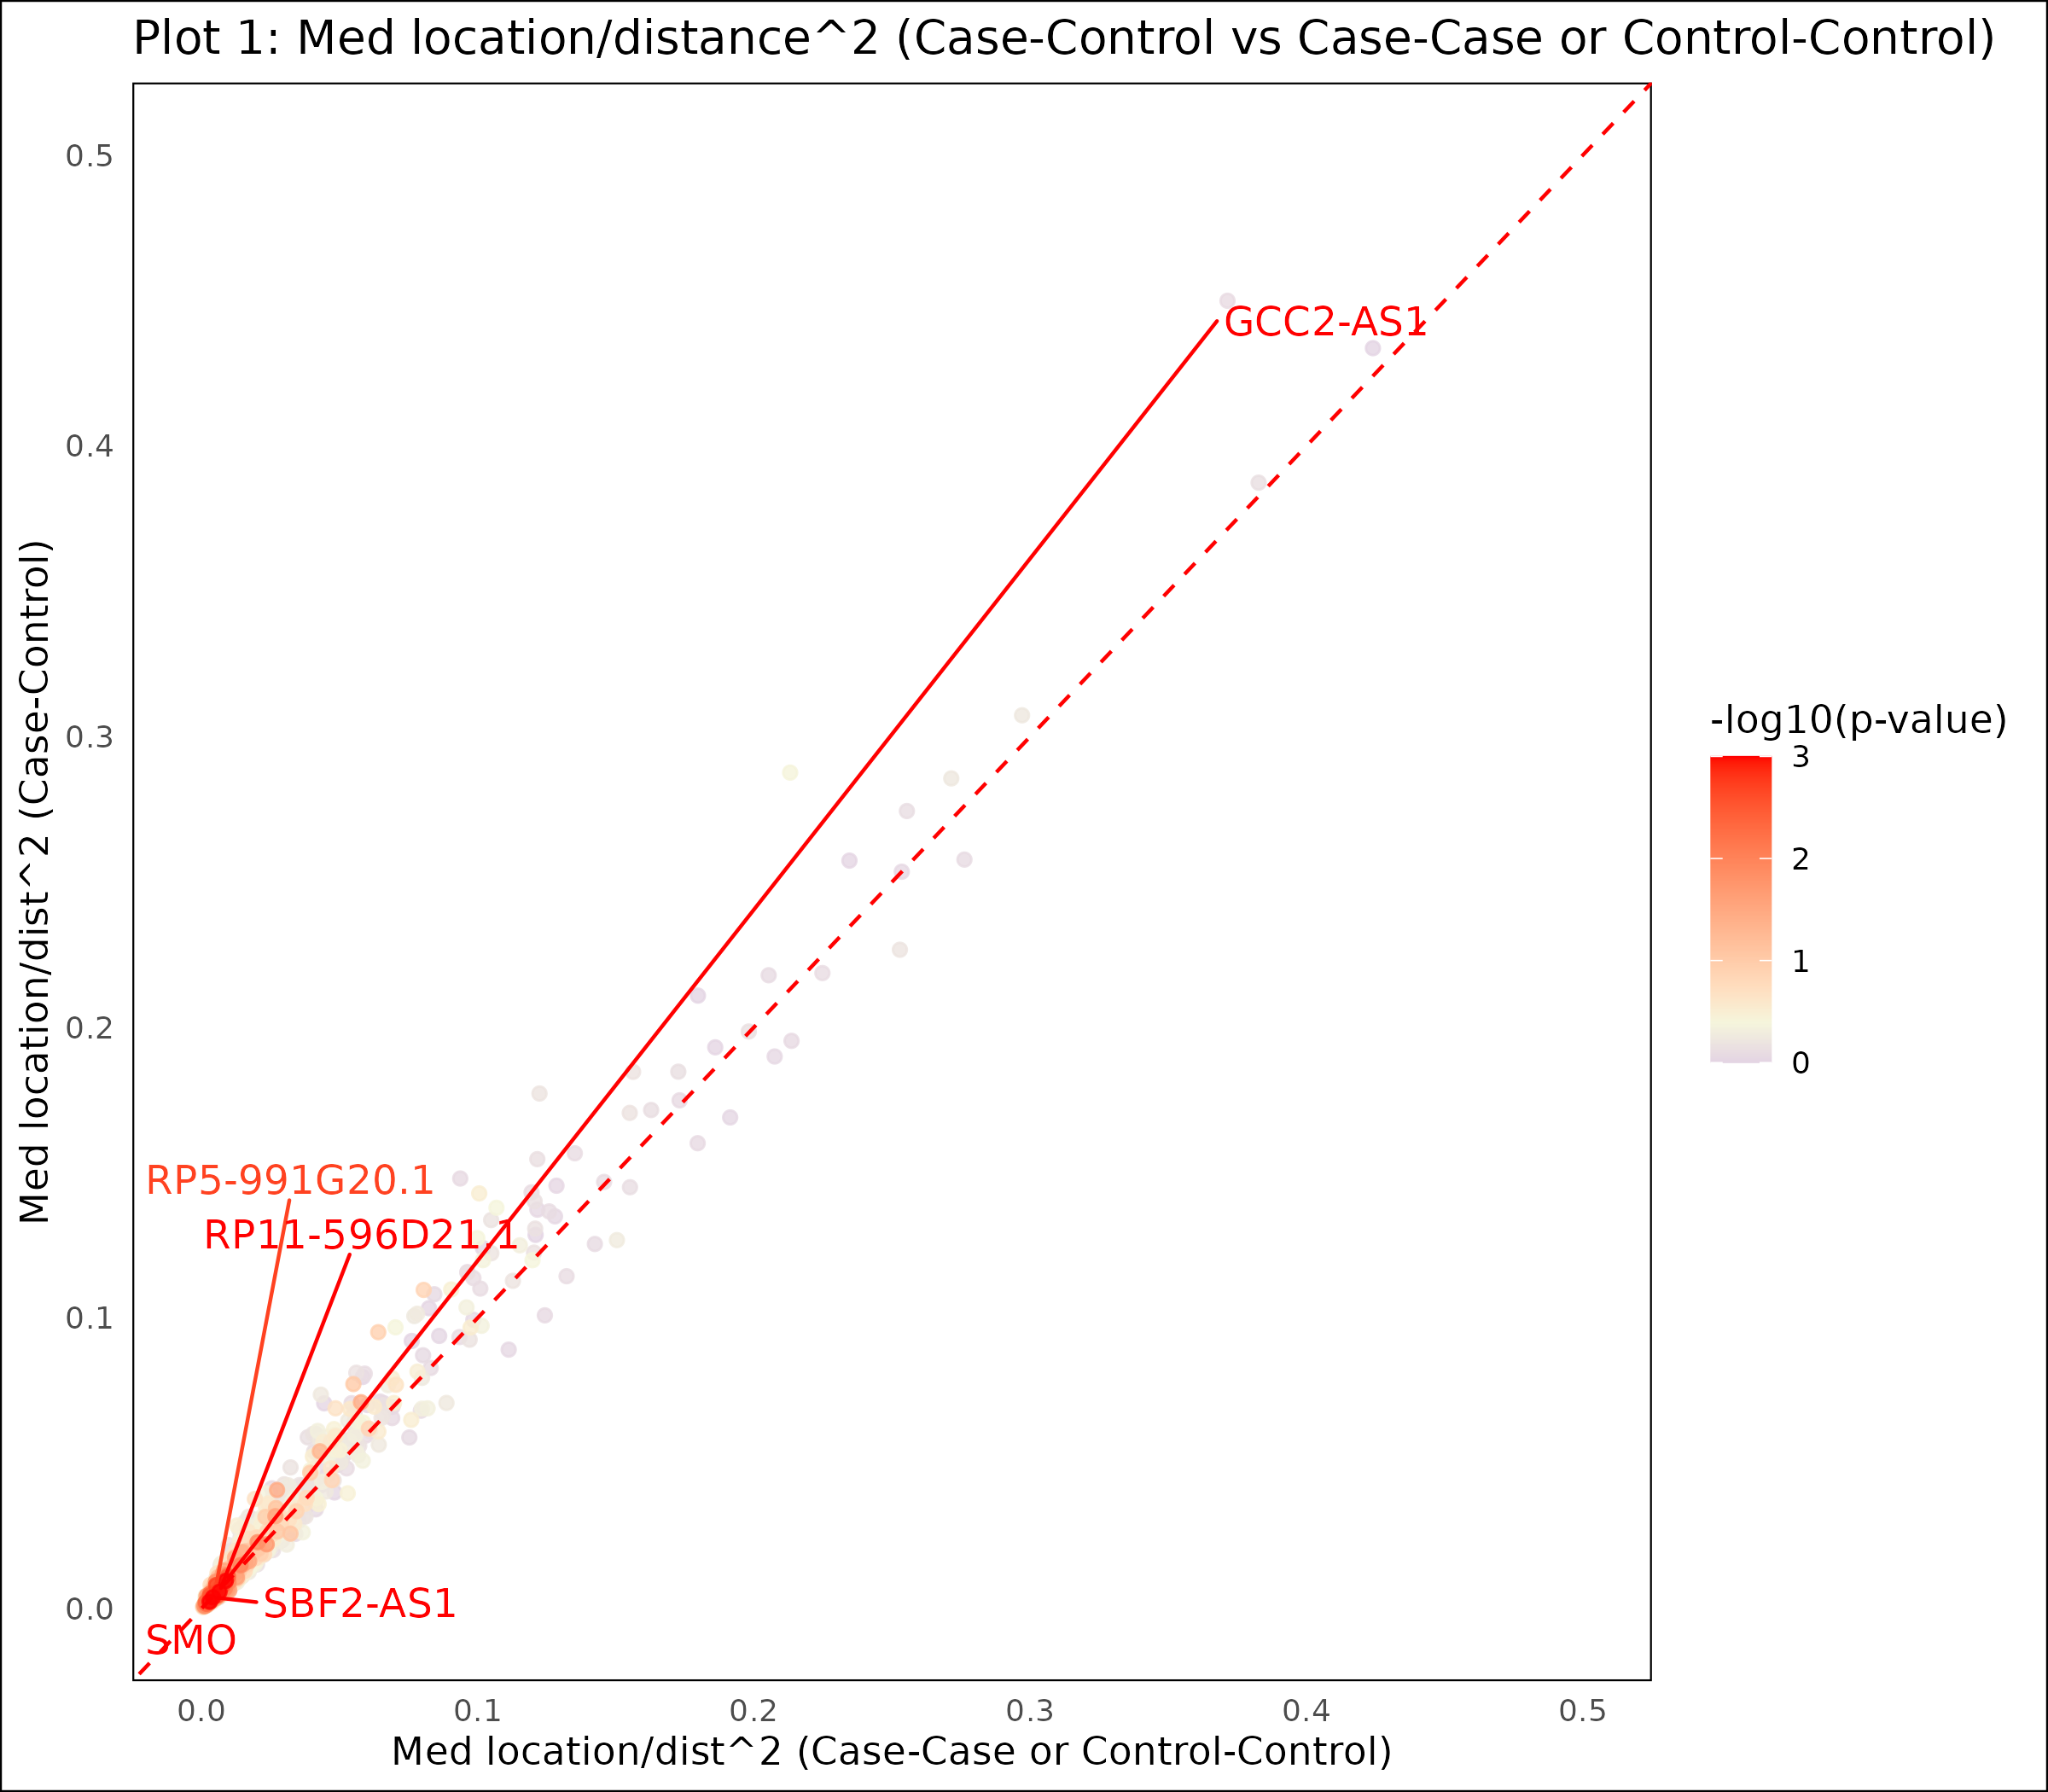 Plot 1: Med location/distance^2 (Case-Control vs Case-Case or Control-Control)
Med location/dist^2 (Case-Control)
0.5
0.4
0.3
0.2
0.1
0.0
GCC2-AS1
RP5-991G20.1
RP11-596D21.1
SBF2-AS1
SMO
0.0 0.1 0.2 0.3 0.4 0.5
Med location/dist^2 (Case-Case or Control-Control)
-log10(p-value)
3
2
1
0